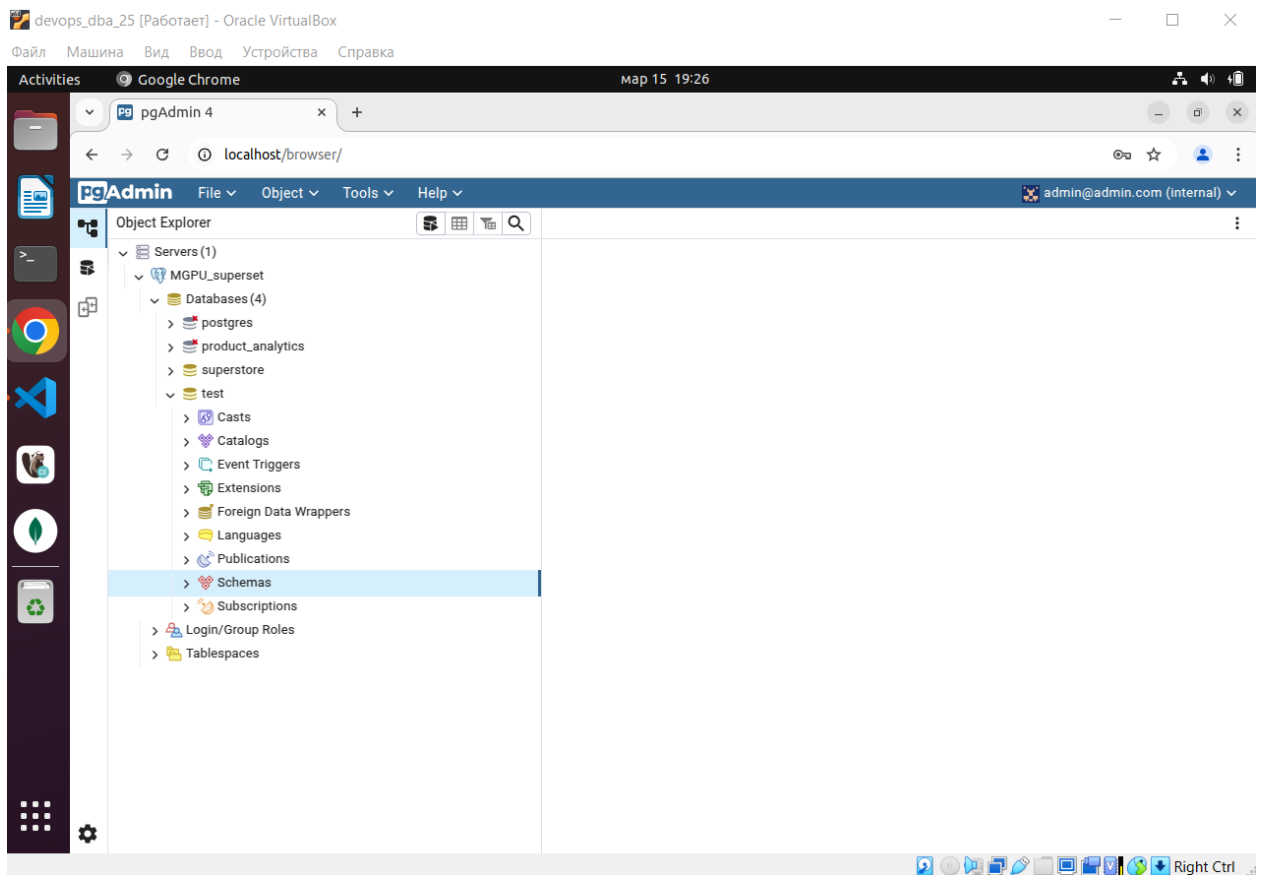 devops_dba_25 [Работает] - Oracle VirtualBox
Файл Машина Вид Ввод Устройства Справка
Activities Google Chrome мар 15 19:26
pgAdmin 4
localhost/browser/
pgAdmin File Object Tools Help admin@admin.com (internal)
Object Explorer
Servers (1)
MGPU_superset
Databases (4)
postgres
product_analytics
superstore
test
Casts
Catalogs
Event Triggers
Extensions
Foreign Data Wrappers
Languages
Publications
Schemas
Subscriptions
Login/Group Roles
Tablespaces
Right Ctrl